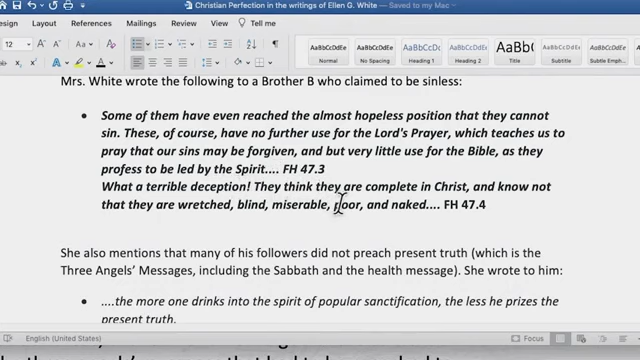 Christian Perfection in the writings of Ellen G. White — Saved to my Mac
Design Layout References Mailings Review View Tell me
12
AaBbCcDdEe AaBbCcDdEe AaBbCcDc AaBbCcDdEe AaBbC AaBbCcDdEe AaBbCcDdEe
Normal No Spacing Heading 1 Heading 2 Title Subtitle Subtle Emph...
Mrs. White wrote the following to a Brother B who claimed to be sinless:
• Some of them have even reached the almost hopeless position that they cannot
sin. These, of course, have no further use for the Lord's Prayer, which teaches us to
pray that our sins may be forgiven, and but very little use for the Bible, as they
profess to be led by the Spirit.... FH 47.3
What a terrible deception! They think they are complete in Christ, and know not
that they are wretched, blind, miserable, poor, and naked.... FH 47.4
She also mentions that many of his followers did not preach present truth (which is the
Three Angels’ Messages, including the Sabbath and the health message). She wrote to him:
• ....the more one drinks into the spirit of popular sanctification, the less he prizes the
present truth.
English (United States) Focus